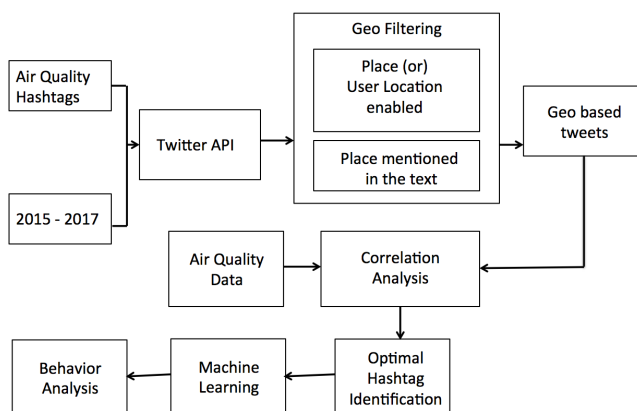 Geo Filtering
Air Quality
Hashtags
Place (or)
User Location
enabled
Geo based
tweets
Twitter API
Place mentioned
in the text
2015 - 2017
Air Quality
Data
Correlation
Analysis
Behavior
Analysis
Machine
Learning
Optimal
Hashtag
Identification